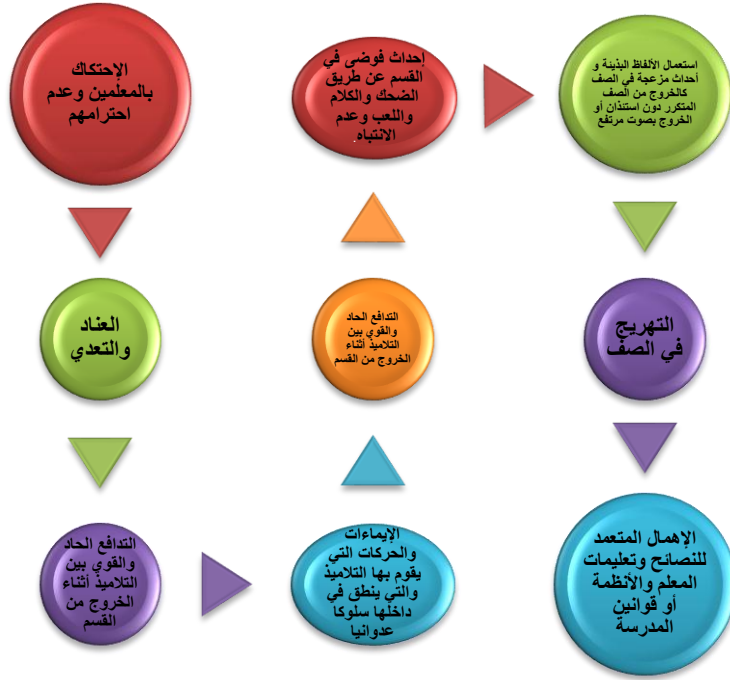 الإحتكاك
بالمعلمين وعدم
احترامهم
العناد
والتعدي
التدافع الحاد
والقوي بين
التلاميذ أثناء
الخروج من
القسم
الإيماءات
والحركات التي
يقوم بها التلاميذ
والتي ينطق في
داخلها سلوكا
عدوانيا
التدافع الحاد
والقوي بين
التلاميذ أثناء
الخروج من القسم
إحداث فوضى في
القسم عن طريق
الضحك والكلام
واللعب وعدم
الانتباه.
استعمال الألفاظ البذيئة و
أحداث مزعجة في الصف
كالخروج من الصف
المتكرر دون استئذان أو
الخروج بصوت مرتفع
التهريج
في الصف
الإهمال المتعمد
للنصائح وتعليمات
المعلم والأنظمة
أو قوانين
المدرسة